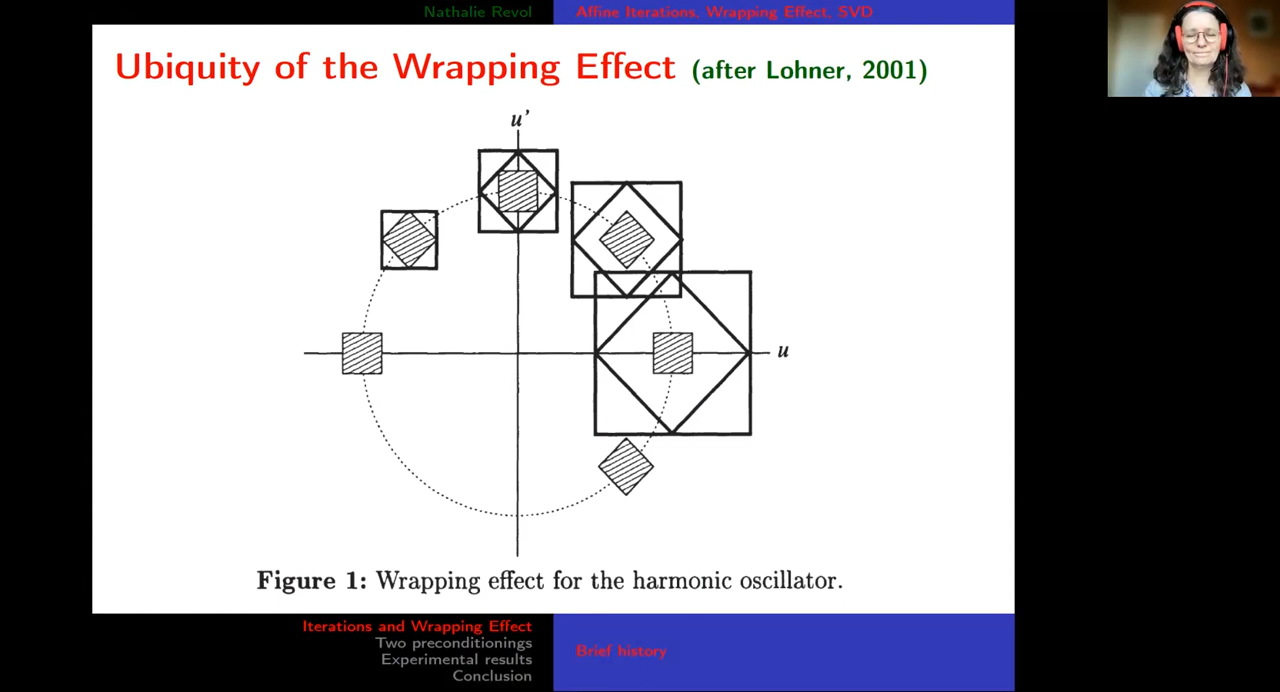 Nathalie Revol
Affine Iterations, Wrapping Effect, SVD
Ubiquity of the Wrapping Effect (after Lohner, 2001)
u'
u
Figure 1: Wrapping effect for the harmonic oscillator.
Iterations and Wrapping Effect
Two preconditionings
Experimental results
Conclusion
Brief history